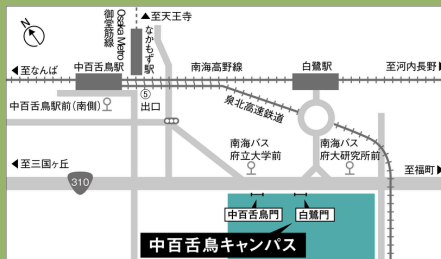 ▲至天王寺
Osaka Metro
御堂筋線
なかもず駅
◀至なんば
中百舌鳥駅
南海高野線
白鷺駅
至河内長野▶
中百舌鳥駅前(南側)
⑤
出口
泉北高速鉄道
南海バス
府立大学前
南海バス
府大研究所前
◀至三国ヶ丘
至福町▶
310
中百舌鳥門
白鷺門
中百舌鳥キャンパス
N